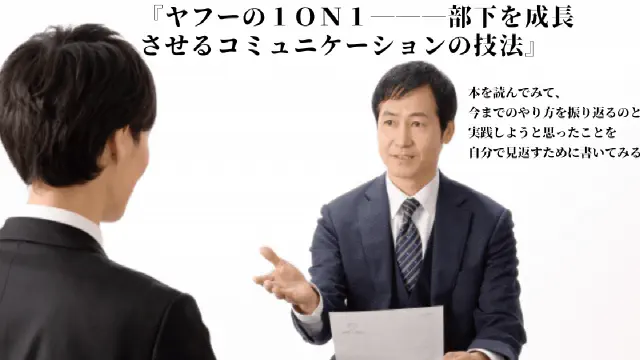 『ヤフーの１ＯＮ１―――部下を成長
させるコミュニケーションの技法』
本を読んでみて、
今までのやり方を振り返るのと
実践しようと思ったことを
自分で見返すために書いてみる